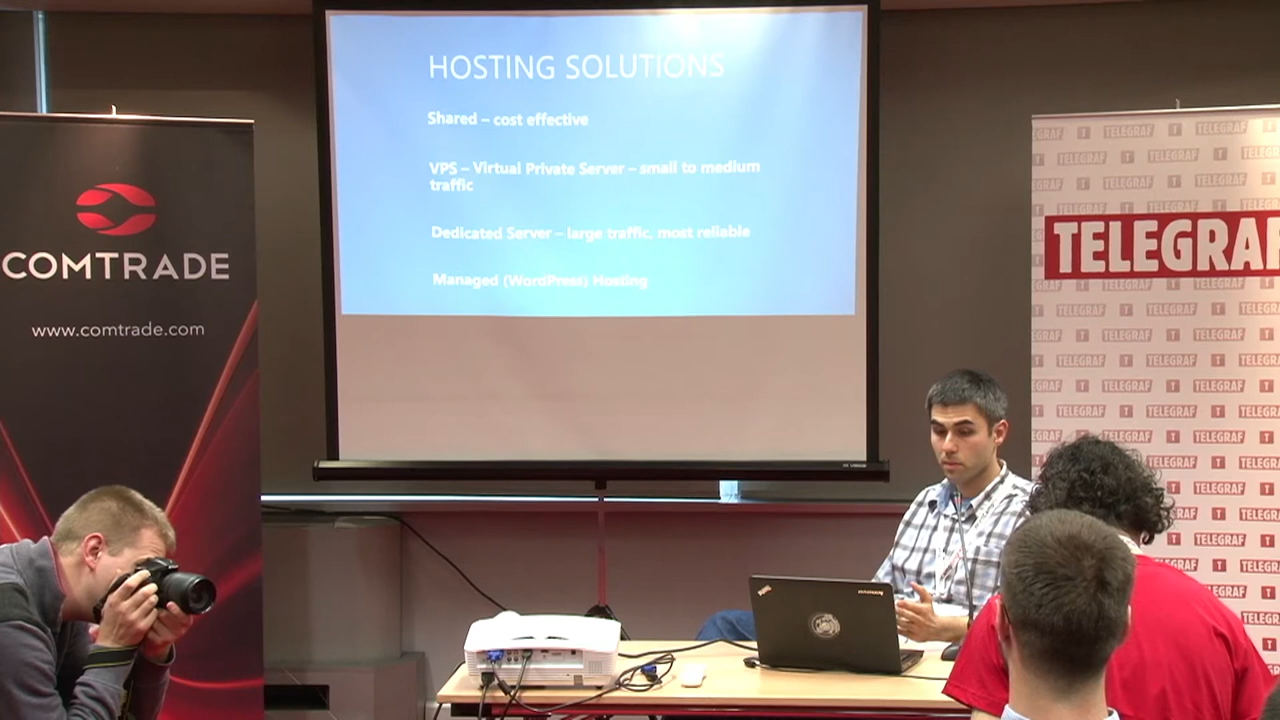 HOSTING SOLUTIONS
Shared – cost effective
VPS – Virtual Private Server – small to medium
traffic
Dedicated Server – large traffic, most reliable
Managed (WordPress) Hosting
COMTRADE
www.comtrade.com
TELEGRAF